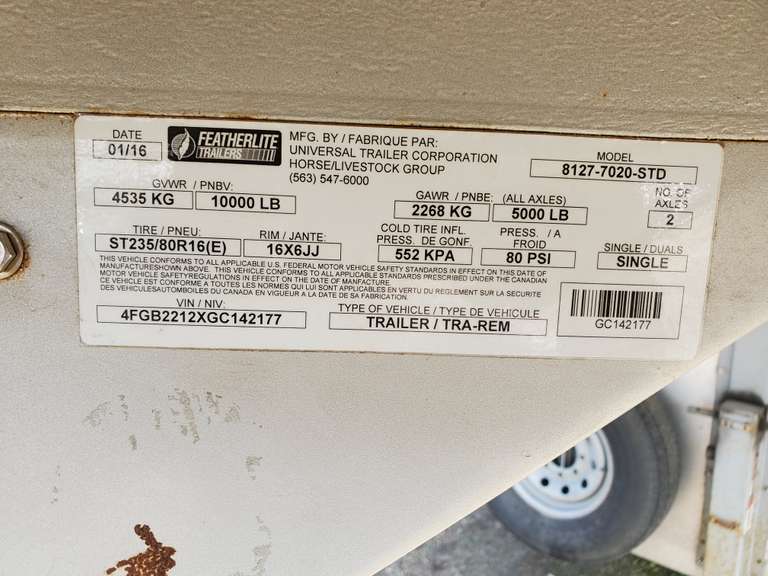 DATE
01/16
FEATHERLITE
TRAILERS
MFG. BY / FABRIQUE PAR:
UNIVERSAL TRAILER CORPORATION
HORSE/LIVESTOCK GROUP
(563) 547-6000
MODEL
8127-7020-STD
GVWR / PNBV:
4535 KG 10000 LB
GAWR / PNBE: (ALL AXLES)
2268 KG 5000 LB
NO. OF
AXLES
2
TIRE / PNEU:
ST235/80R16(E)
RIM / JANTE:
16X6JJ
COLD TIRE INFL.
PRESS. DE GONF.
552 KPA
PRESS. / A
FROID
80 PSI
SINGLE / DUALS
SINGLE
THIS VEHICLE CONFORMS TO ALL APPLICABLE U.S. FEDERAL MOTOR VEHICLE SAFETY STANDARDS IN EFFECT ON THIS DATE OF
MANUFACTURESHOWN ABOVE. THIS VEHICLE CONFORMS TO ALL APPLICABLE STANDARDS PRESCRIBED UNDER THE CANADIAN
MOTOR VEHICLE SAFETYREGULATIONS IN EFFECT ON THE DATE OF MANUFACTURE
CE VEHICULE EST CONFORME A TOUTES LES NORMES QUI LUI SONT APPLICABLES EN VERTU DU REGLEMENT SUR LA SECURITE
DES VEHICULESAUTOMBOILES DU CANADA EN VIGUEUR A LA DATE DE SA FABRICATION.
VIN / NIV:
4FGB2212XGC142177
TYPE OF VEHICLE / TYPE DE VEHICULE
TRAILER / TRA-REM
GC142177